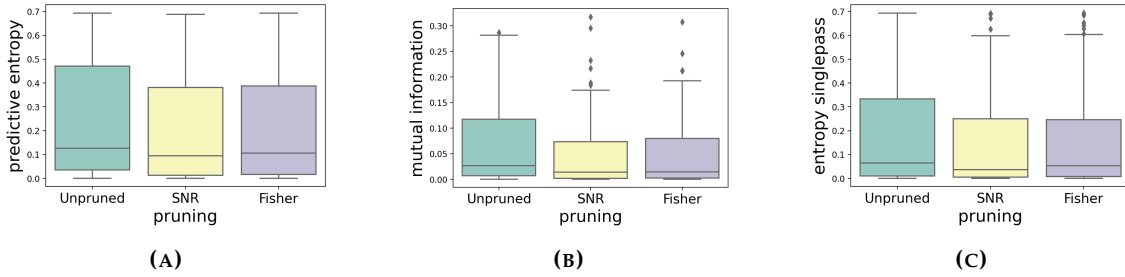 predictive entropy
0.7
0.6
0.5
0.4
0.3
0.2
0.1
0.0
Unpruned SNR Fisher
pruning
(A)
mutual information
0.30
0.25
0.20
0.15
0.10
0.05
0.00
Unpruned SNR Fisher
pruning
(B)
entropy singlepass
0.7
0.6
0.5
0.4
0.3
0.2
0.1
0.0
Unpruned SNR Fisher
pruning
(C)